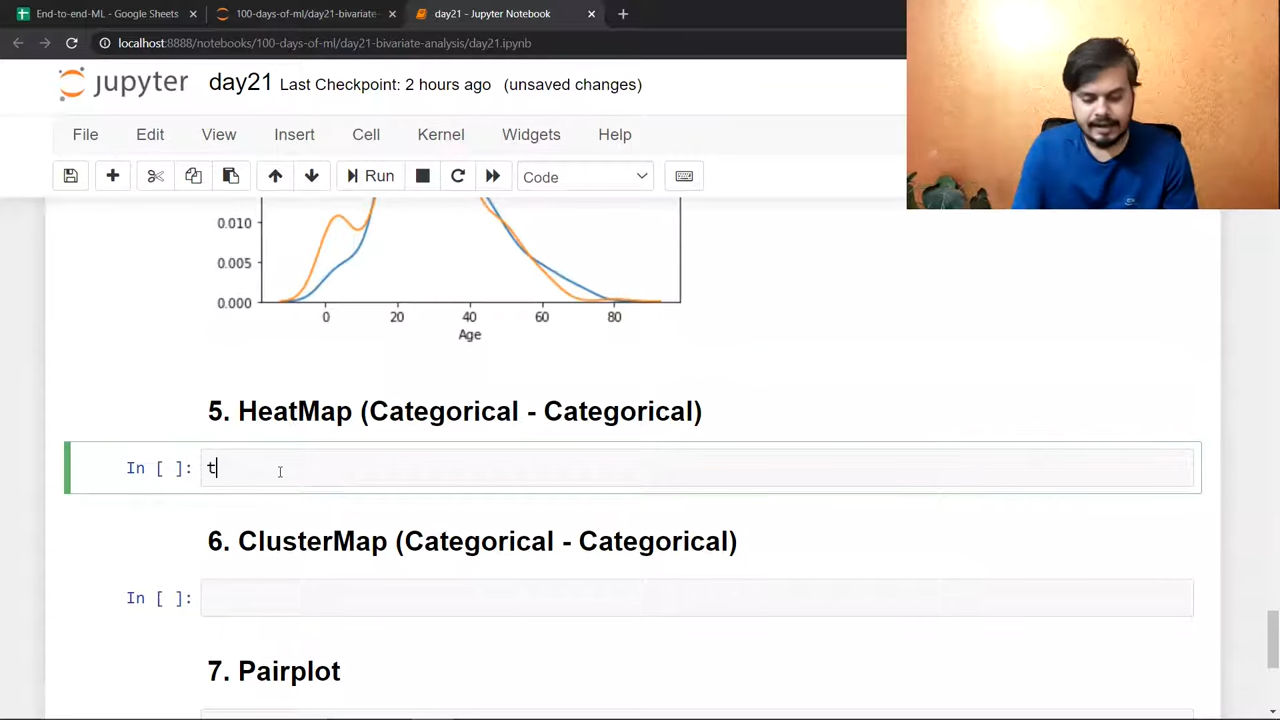 End-to-end-ML - Google Sheets
100-days-of-ml/day21-bivariate-
day21 - Jupyter Notebook
localhost:8888/notebooks/100-days-of-ml/day21-bivariate-analysis/day21.ipynb
jupyter day21 Last Checkpoint: 2 hours ago (unsaved changes)
File Edit View Insert Cell Kernel Widgets Help
Run Code
0.010
0.005
0.000
0 20 40 60 80
Age
5. HeatMap (Categorical - Categorical)
In [ ]: t
6. ClusterMap (Categorical - Categorical)
In [ ]:
7. Pairplot